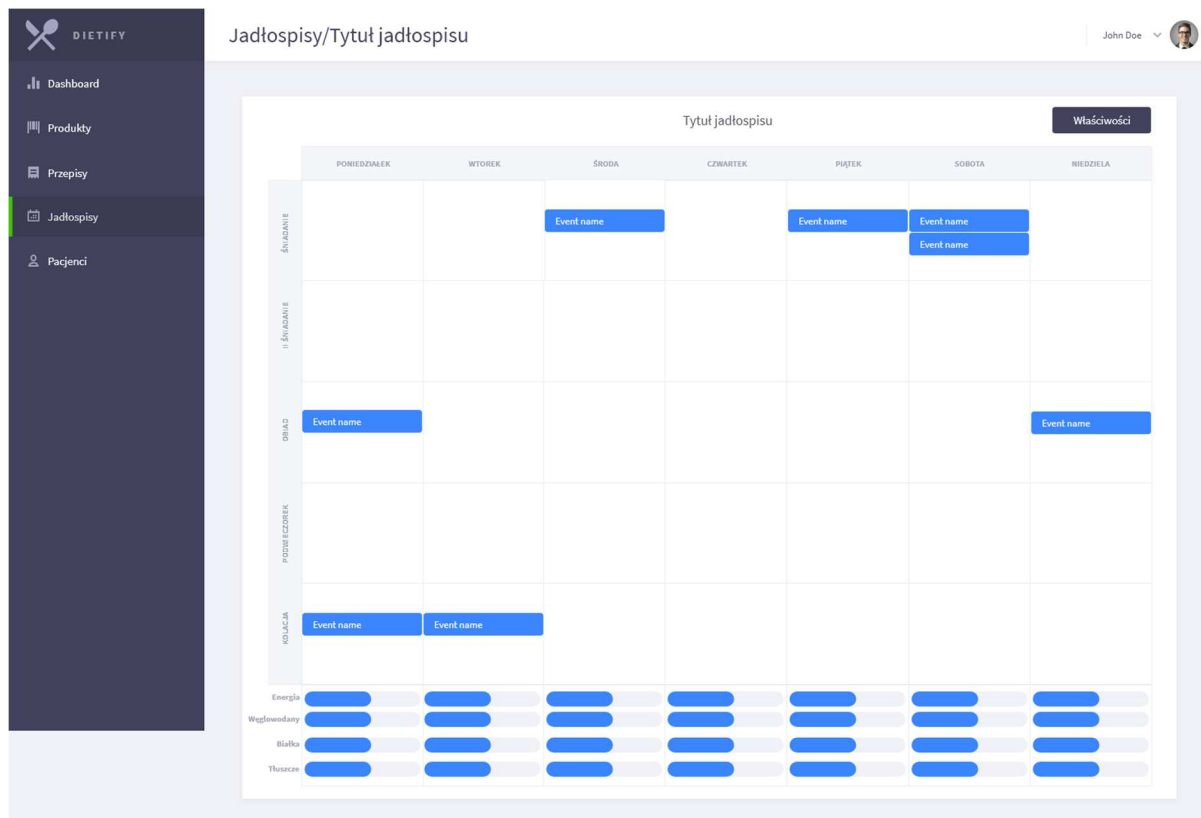 DIETIFY
Jadłospisy/Tytuł jadłospisu
John Doe
Dashboard
Produkty
Przepisy
Jadłospisy
Pacjenci
Tytuł jadłospisu
Właściwości
PONIEDZIAŁEK WTOREK ŚRODA CZWARTEK PIĄTEK SOBOTA NIEDZIELA
ŚNIADANIE
Event name Event name Event name
Event name
II ŚNIADANIE
OBIAD
Event name Event name
PODWIECZOREK
KOLACJA
Event name Event name
Energia
Węglowodany
Białka
Tłuszcze